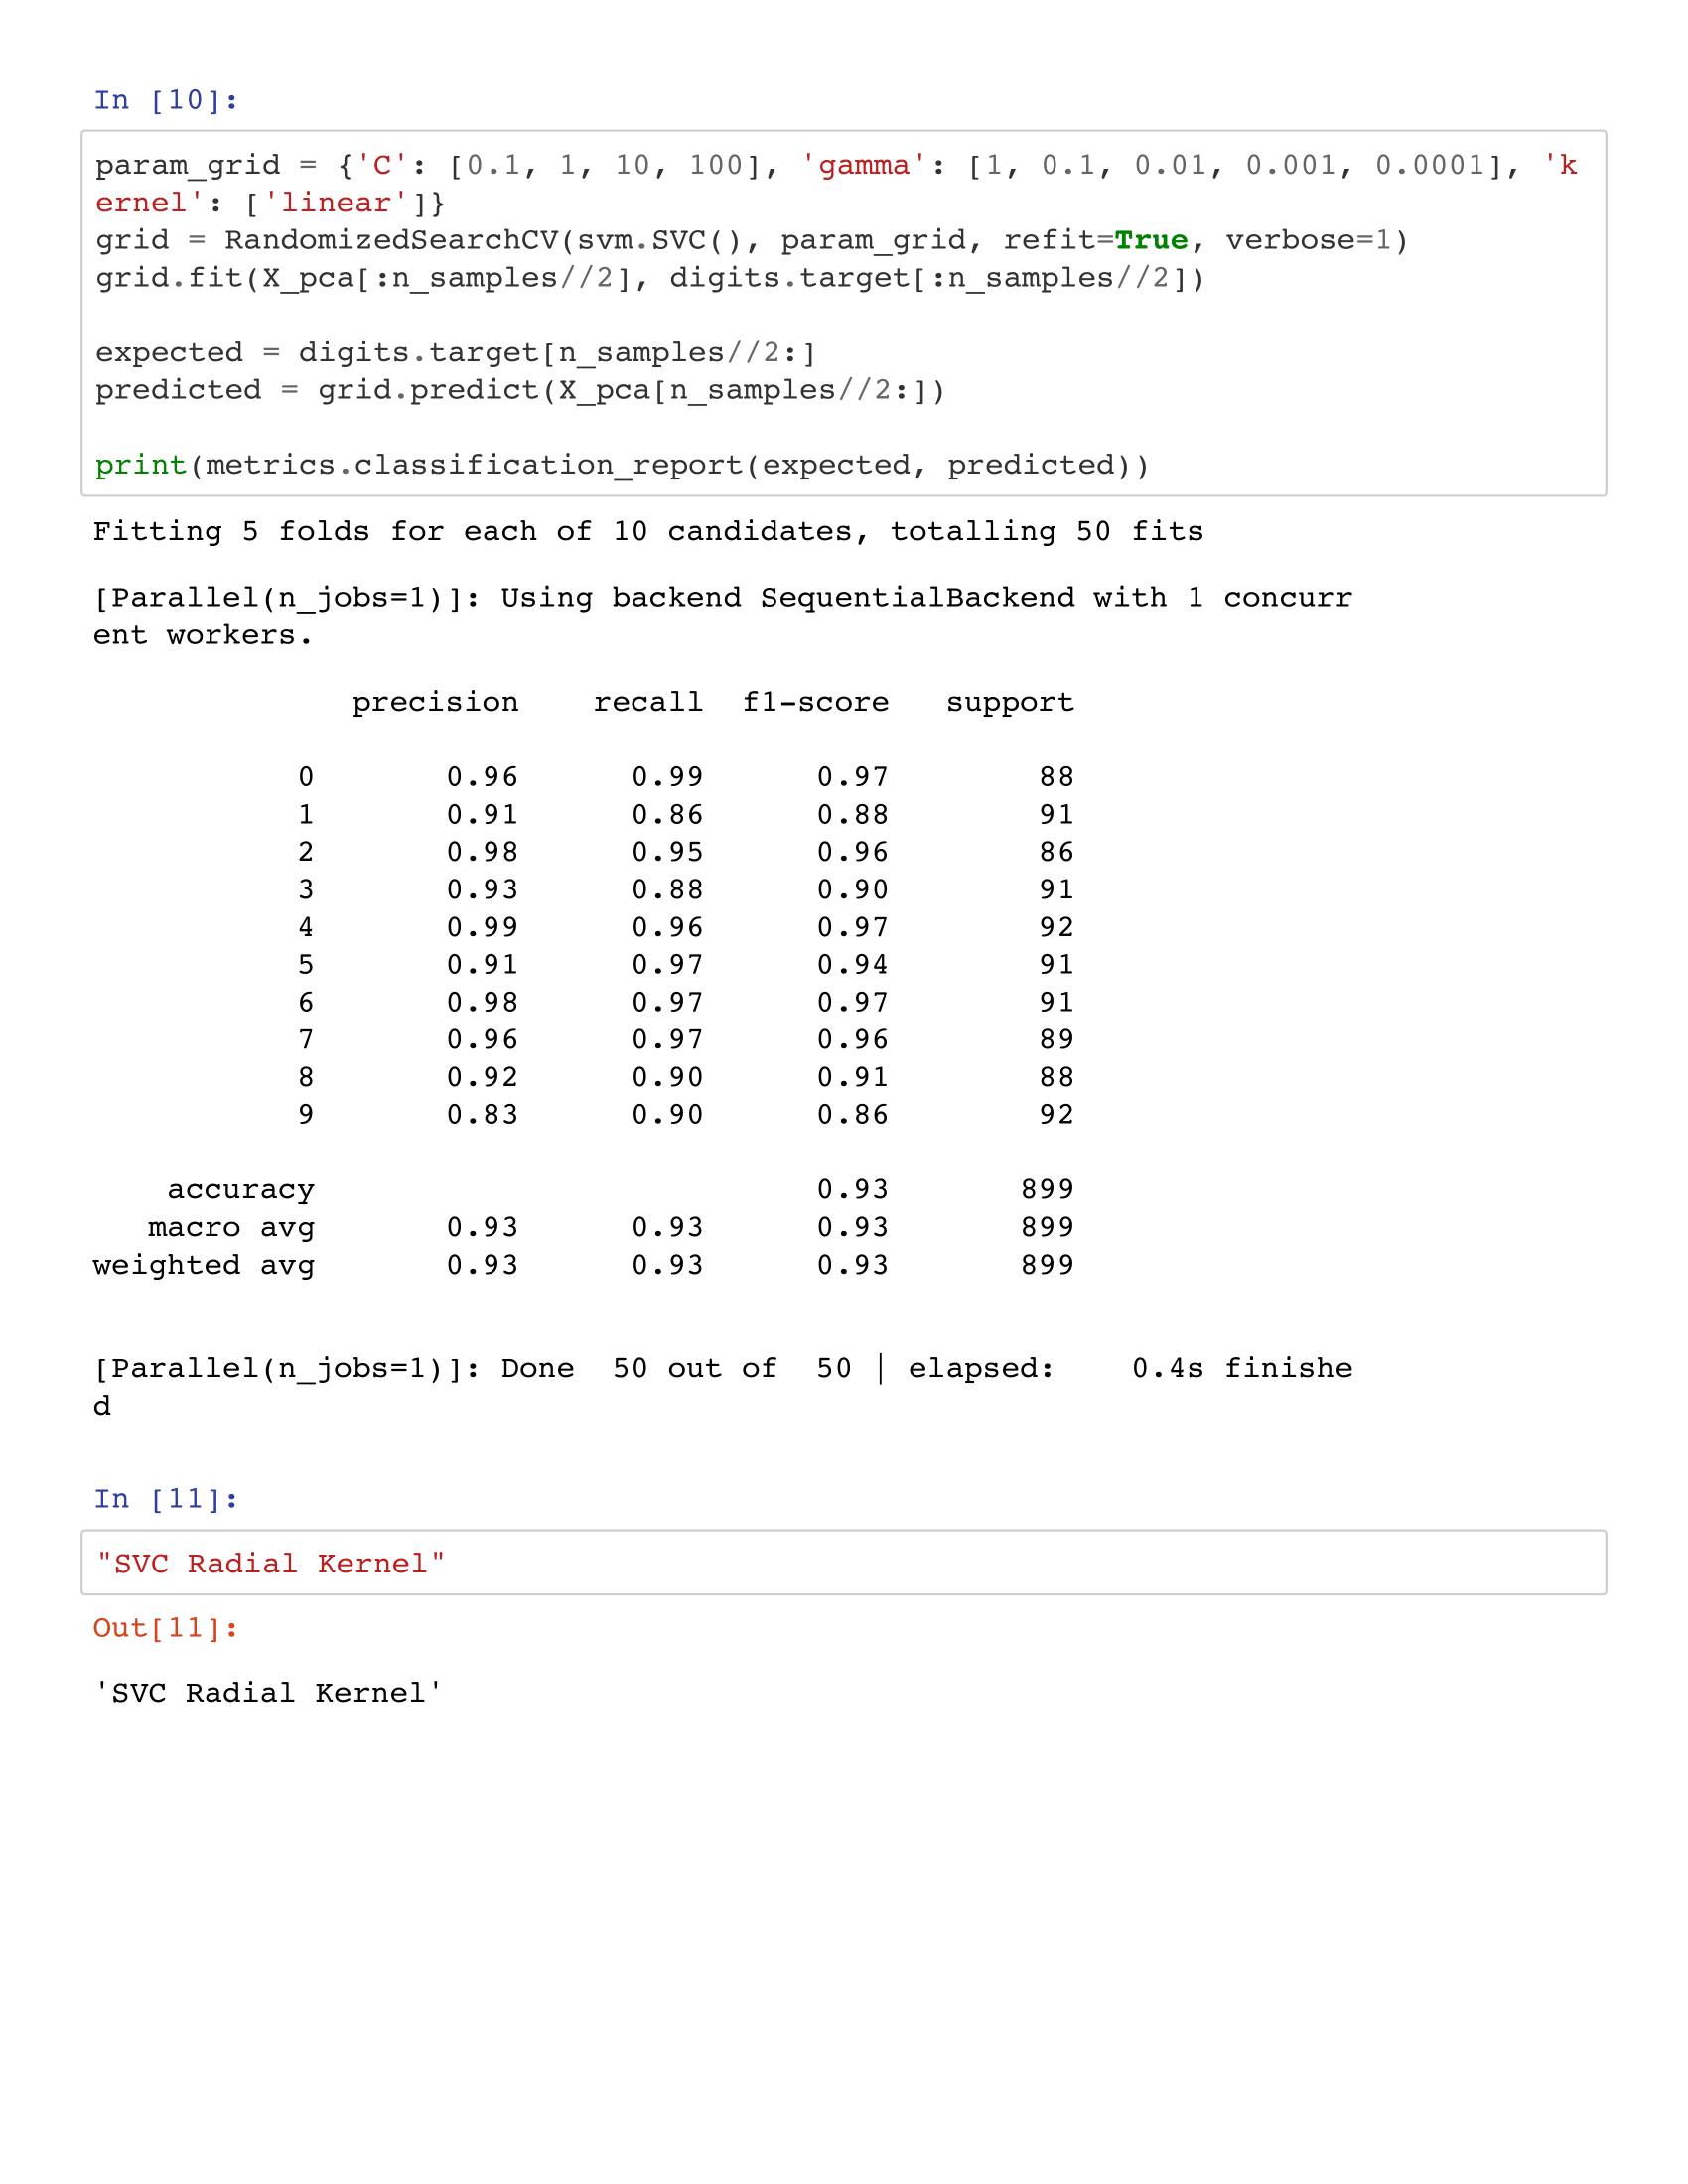 In [10]:
param_grid = {'C': [0.1, 1, 10, 100], 'gamma': [1, 0.1, 0.01, 0.001, 0.0001], 'k
ernel': ['linear']}
grid = RandomizedSearchCV(svm.SVC(), param_grid, refit=True, verbose=1)
grid.fit(X_pca[:n_samples//2], digits.target[:n_samples//2])

expected = digits.target[n_samples//2:]
predicted = grid.predict(X_pca[n_samples//2:])

print(metrics.classification_report(expected, predicted))
Fitting 5 folds for each of 10 candidates, totalling 50 fits
[Parallel(n_jobs=1)]: Using backend SequentialBackend with 1 concurr
ent workers.
              precision    recall  f1-score   support

           0       0.96      0.99      0.97        88
           1       0.91      0.86      0.88        91
           2       0.98      0.95      0.96        86
           3       0.93      0.88      0.90        91
           4       0.99      0.96      0.97        92
           5       0.91      0.97      0.94        91
           6       0.98      0.97      0.97        91
           7       0.96      0.97      0.96        89
           8       0.92      0.90      0.91        88
           9       0.83      0.90      0.86        92

    accuracy                           0.93       899
   macro avg       0.93      0.93      0.93       899
weighted avg       0.93      0.93      0.93       899

[Parallel(n_jobs=1)]: Done  50 out of  50 | elapsed:    0.4s finishe
d
In [11]:
"SVC Radial Kernel"
Out[11]:
'SVC Radial Kernel'